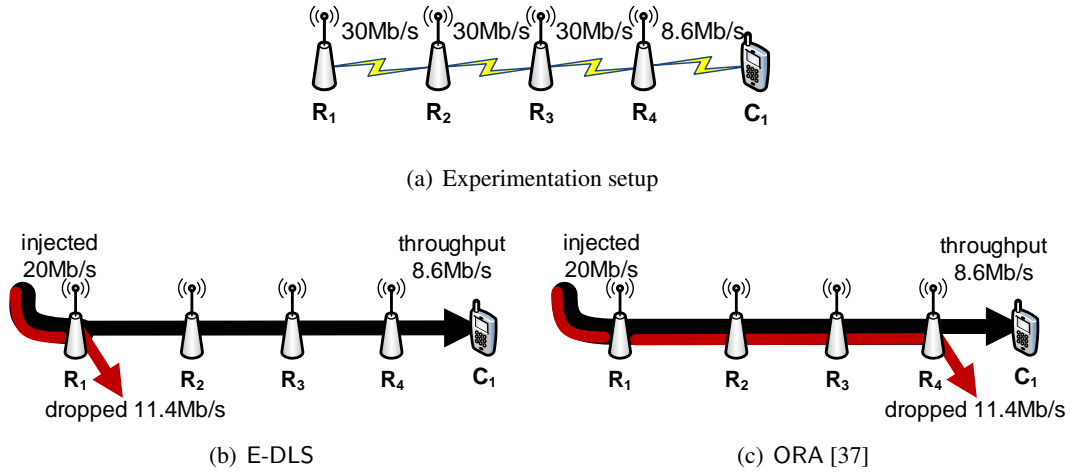 30Mb/s 30Mb/s 30Mb/s 8.6Mb/s
R1 R2 R3 R4 C1
(a) Experimentation setup
injected
20Mb/s
throughput
8.6Mb/s
R1 R2 R3 R4 C1
dropped 11.4Mb/s
(b) E-DLS
injected
20Mb/s
throughput
8.6Mb/s
R1 R2 R3 R4 C1
dropped 11.4Mb/s
(c) ORA [37]